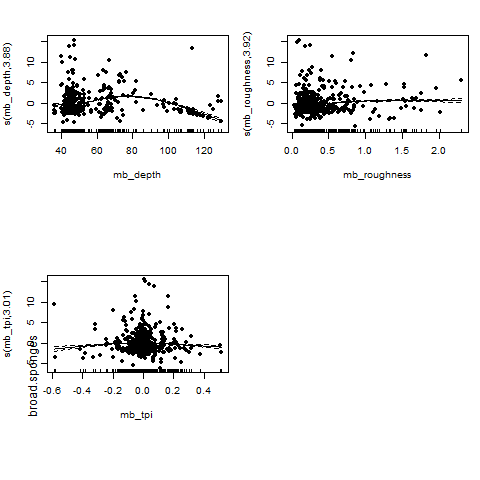 s(mb_depth,3.88)
-5 0 5 10 15
40 60 80 100 120
mb_depth
s(mb_roughness,3.92)
-5 0 5 10 15
0.0 0.5 1.0 1.5 2.0
mb_roughness
broad.sponges
s(mb_tpi,3.01)
0 5 10
-0.6 -0.4 -0.2 0.0 0.2 0.4
mb_tpi